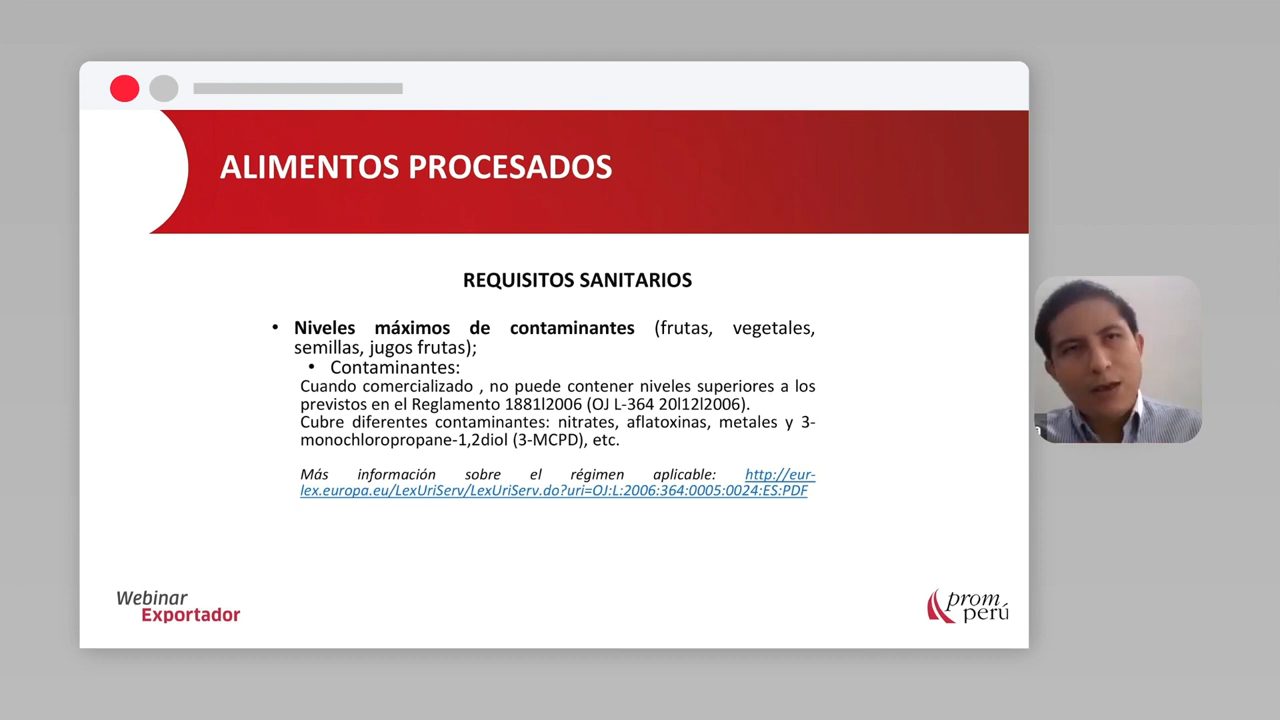 ALIMENTOS PROCESADOS
REQUISITOS SANITARIOS
• Niveles máximos de contaminantes (frutas, vegetales,
semillas, jugos frutas);
• Contaminantes:
Cuando comercializado , no puede contener niveles superiores a los
previstos en el Reglamento 1881l2006 (OJ L-364 20l12l2006).
Cubre diferentes contaminantes: nitrates, aflatoxinas, metales y 3-
monochloropropane-1,2diol (3-MCPD), etc.
Más información sobre el régimen aplicable: http://eur-
lex.europa.eu/LexUriServ/LexUriServ.do?uri=OJ:L:2006:364:0005:0024:ES:PDF
Webinar
Exportador
prom
perú